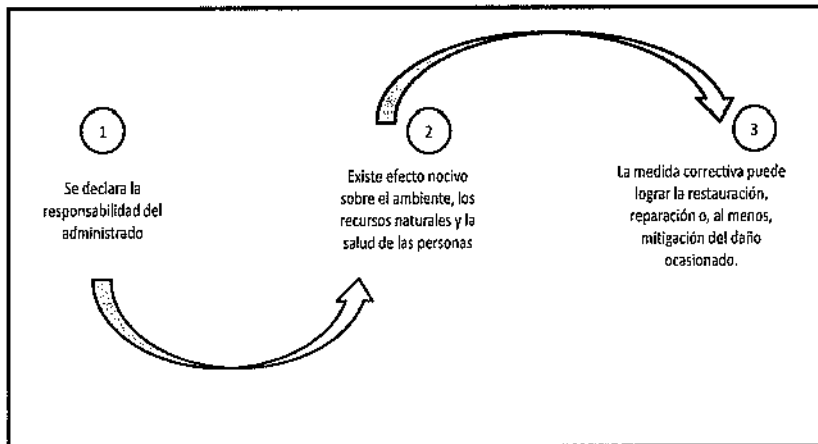 1
Se declara la
responsabilidad del
administrado
2
Existe efecto nocivo
sobre el ambiente, los
recursos naturales y la
salud de las personas
3
La medida correctiva puede
lograr la restauración,
reparación o, al menos,
mitigación del daño
ocasionado.